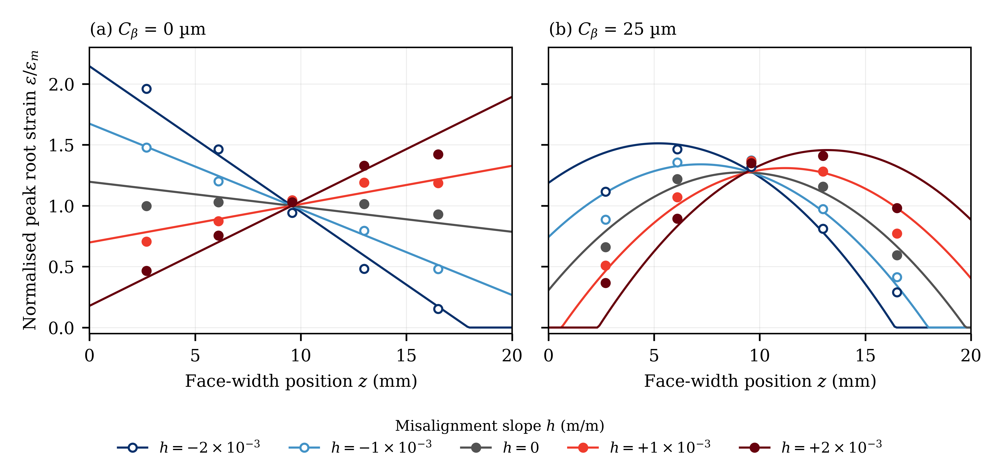 (a) Cβ = 0 µm
(b) Cβ = 25 µm
Normalised peak root strain ε/εm
2.0
1.5
1.0
0.5
0.0
0 5 10 15 20
0 5 10 15 20
Face-width position z (mm)
Face-width position z (mm)
Misalignment slope h (m/m)
h = −2 × 10⁻³
h = −1 × 10⁻³
h = 0
h = +1 × 10⁻³
h = +2 × 10⁻³